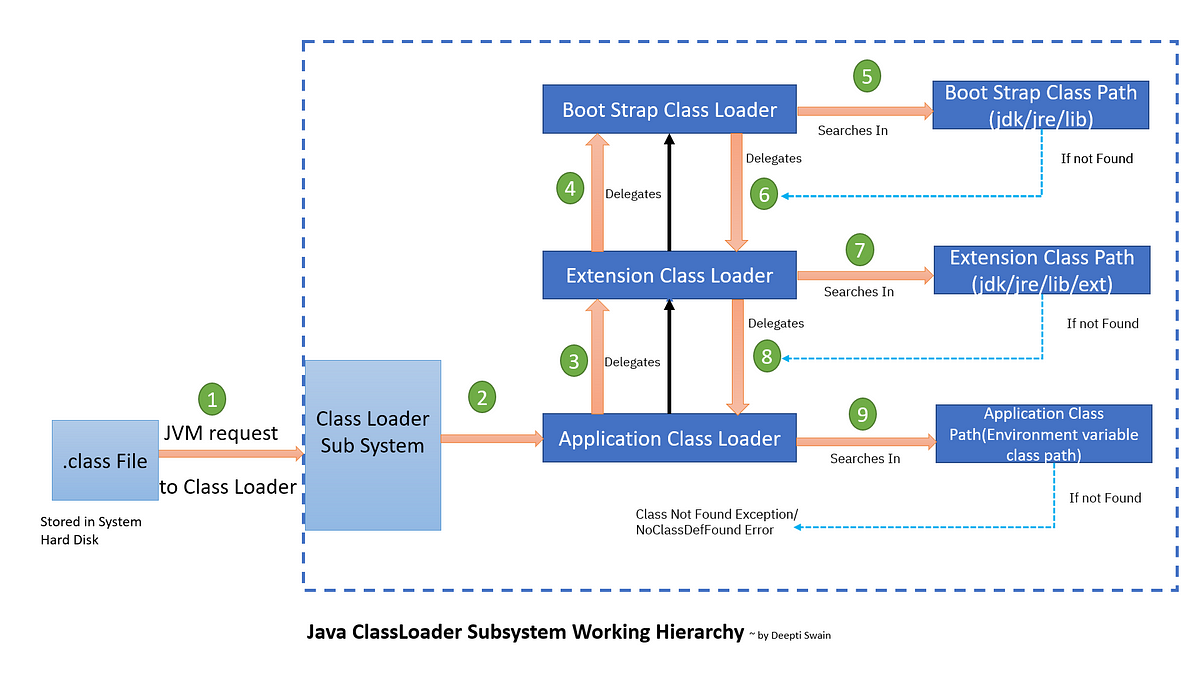 5
Boot Strap Class Loader
Boot Strap Class Path
(jdk/jre/lib)
Searches In
Delegates
If not Found
4
Delegates
6
7
Extension Class Loader
Extension Class Path
(jdk/jre/lib/ext)
Searches In
Delegates
If not Found
3
Delegates
8
1
2
9
JVM request
Class Loader
Sub System
Application Class Loader
Application Class
Path(Environment variable
class path)
.class File
Searches In
to Class Loader
If not Found
Stored in System
Hard Disk
Class Not Found Exception/
NoClassDefFound Error
Java ClassLoader Subsystem Working Hierarchy ~ by Deepti Swain